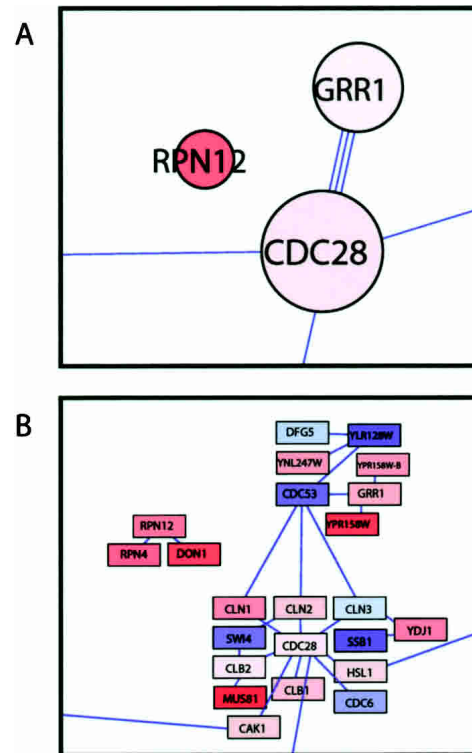 A
GRR1
RPN12
CDC28
B
DFG5 YLR128W
YNL247W YPR158W-B
CDC53 GRR1
RPN12 YPR158W
RPN4 DON1
CLN1 CLN2 CLN3
SWI4 CDC28 SSB1 YDJ1
CLB2 HSL1
MUS81 CLB1 CDC6
CAK1